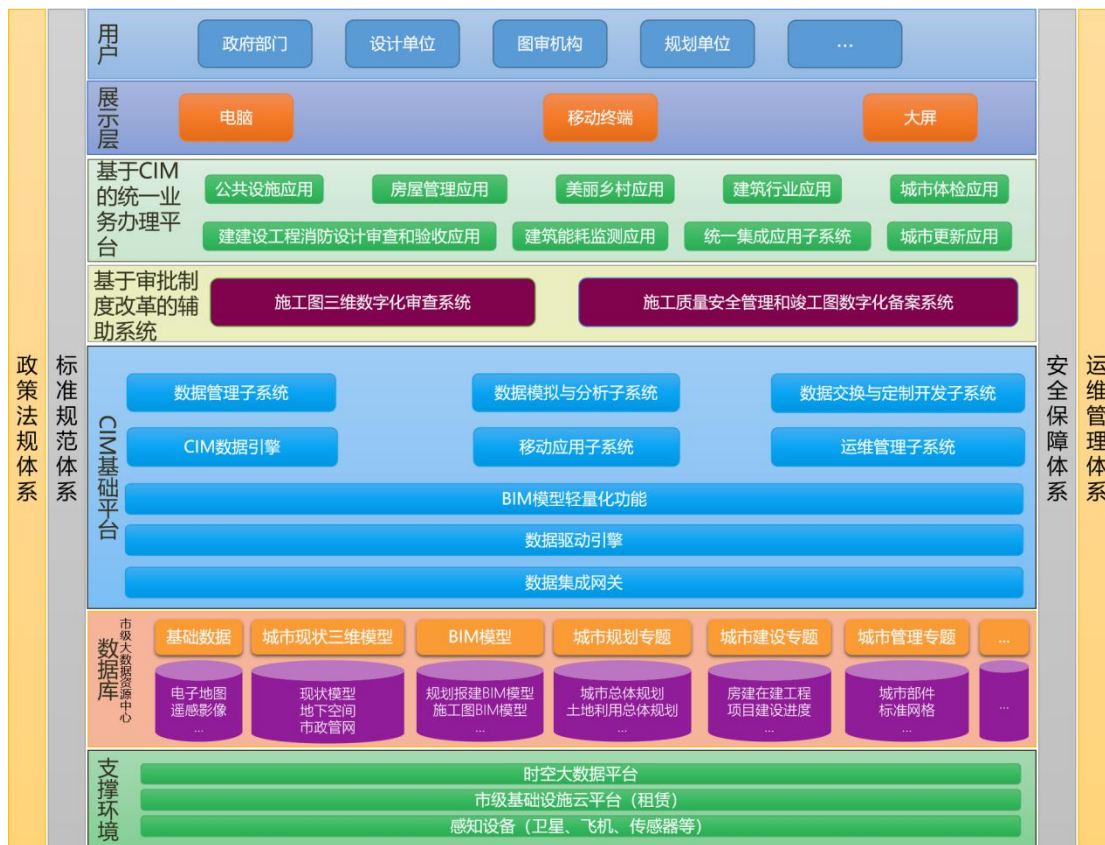 政策法规体系
标准规范体系
用户
政府部门
设计单位
图审机构
规划单位
...
展示层
电脑
移动终端
大屏
基于CIM
的统一业
务办理平
台
公共设施应用
房屋管理应用
美丽乡村应用
建筑行业应用
城市体检应用
建建设工程消防设计审查和验收应用
建筑能耗监测应用
统一集成应用子系统
城市更新应用
基于审批制
度改革的辅
助系统
施工图三维数字化审查系统
施工质量安全管理和竣工图数字化备案系统
CIM基础平台
数据管理子系统
数据模拟与分析子系统
数据交换与定制开发子系统
CIM数据引擎
移动应用子系统
运维管理子系统
BIM模型轻量化功能
数据驱动引擎
数据集成网关
市级大数据资源中心
数据库
基础数据
城市现状三维模型
BIM模型
城市规划专题
城市建设专题
城市管理专题
...
电子地图
遥感影像
...
现状模型
地下空间
市政管网
规划报建BIM模型
施工图BIM模型
...
城市总体规划
土地利用总体规划
...
房建在建工程
项目建设进度
...
城市部件
标准网格
...
...
支撑环境
时空大数据平台
市级基础设施云平台（租赁）
感知设备（卫星、飞机、传感器等）
安全保障体系
运维管理体系